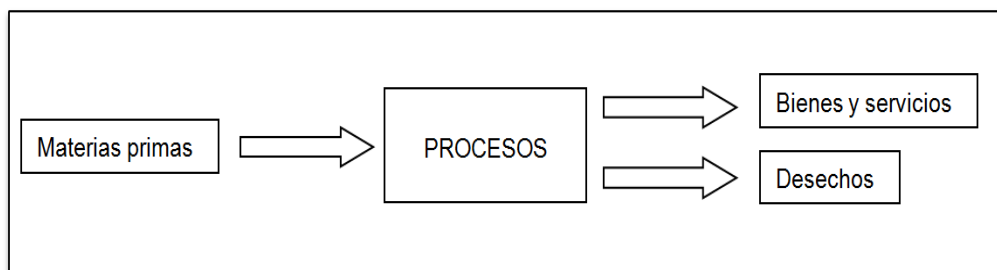 Materias primas
PROCESOS
Bienes y servicios
Desechos